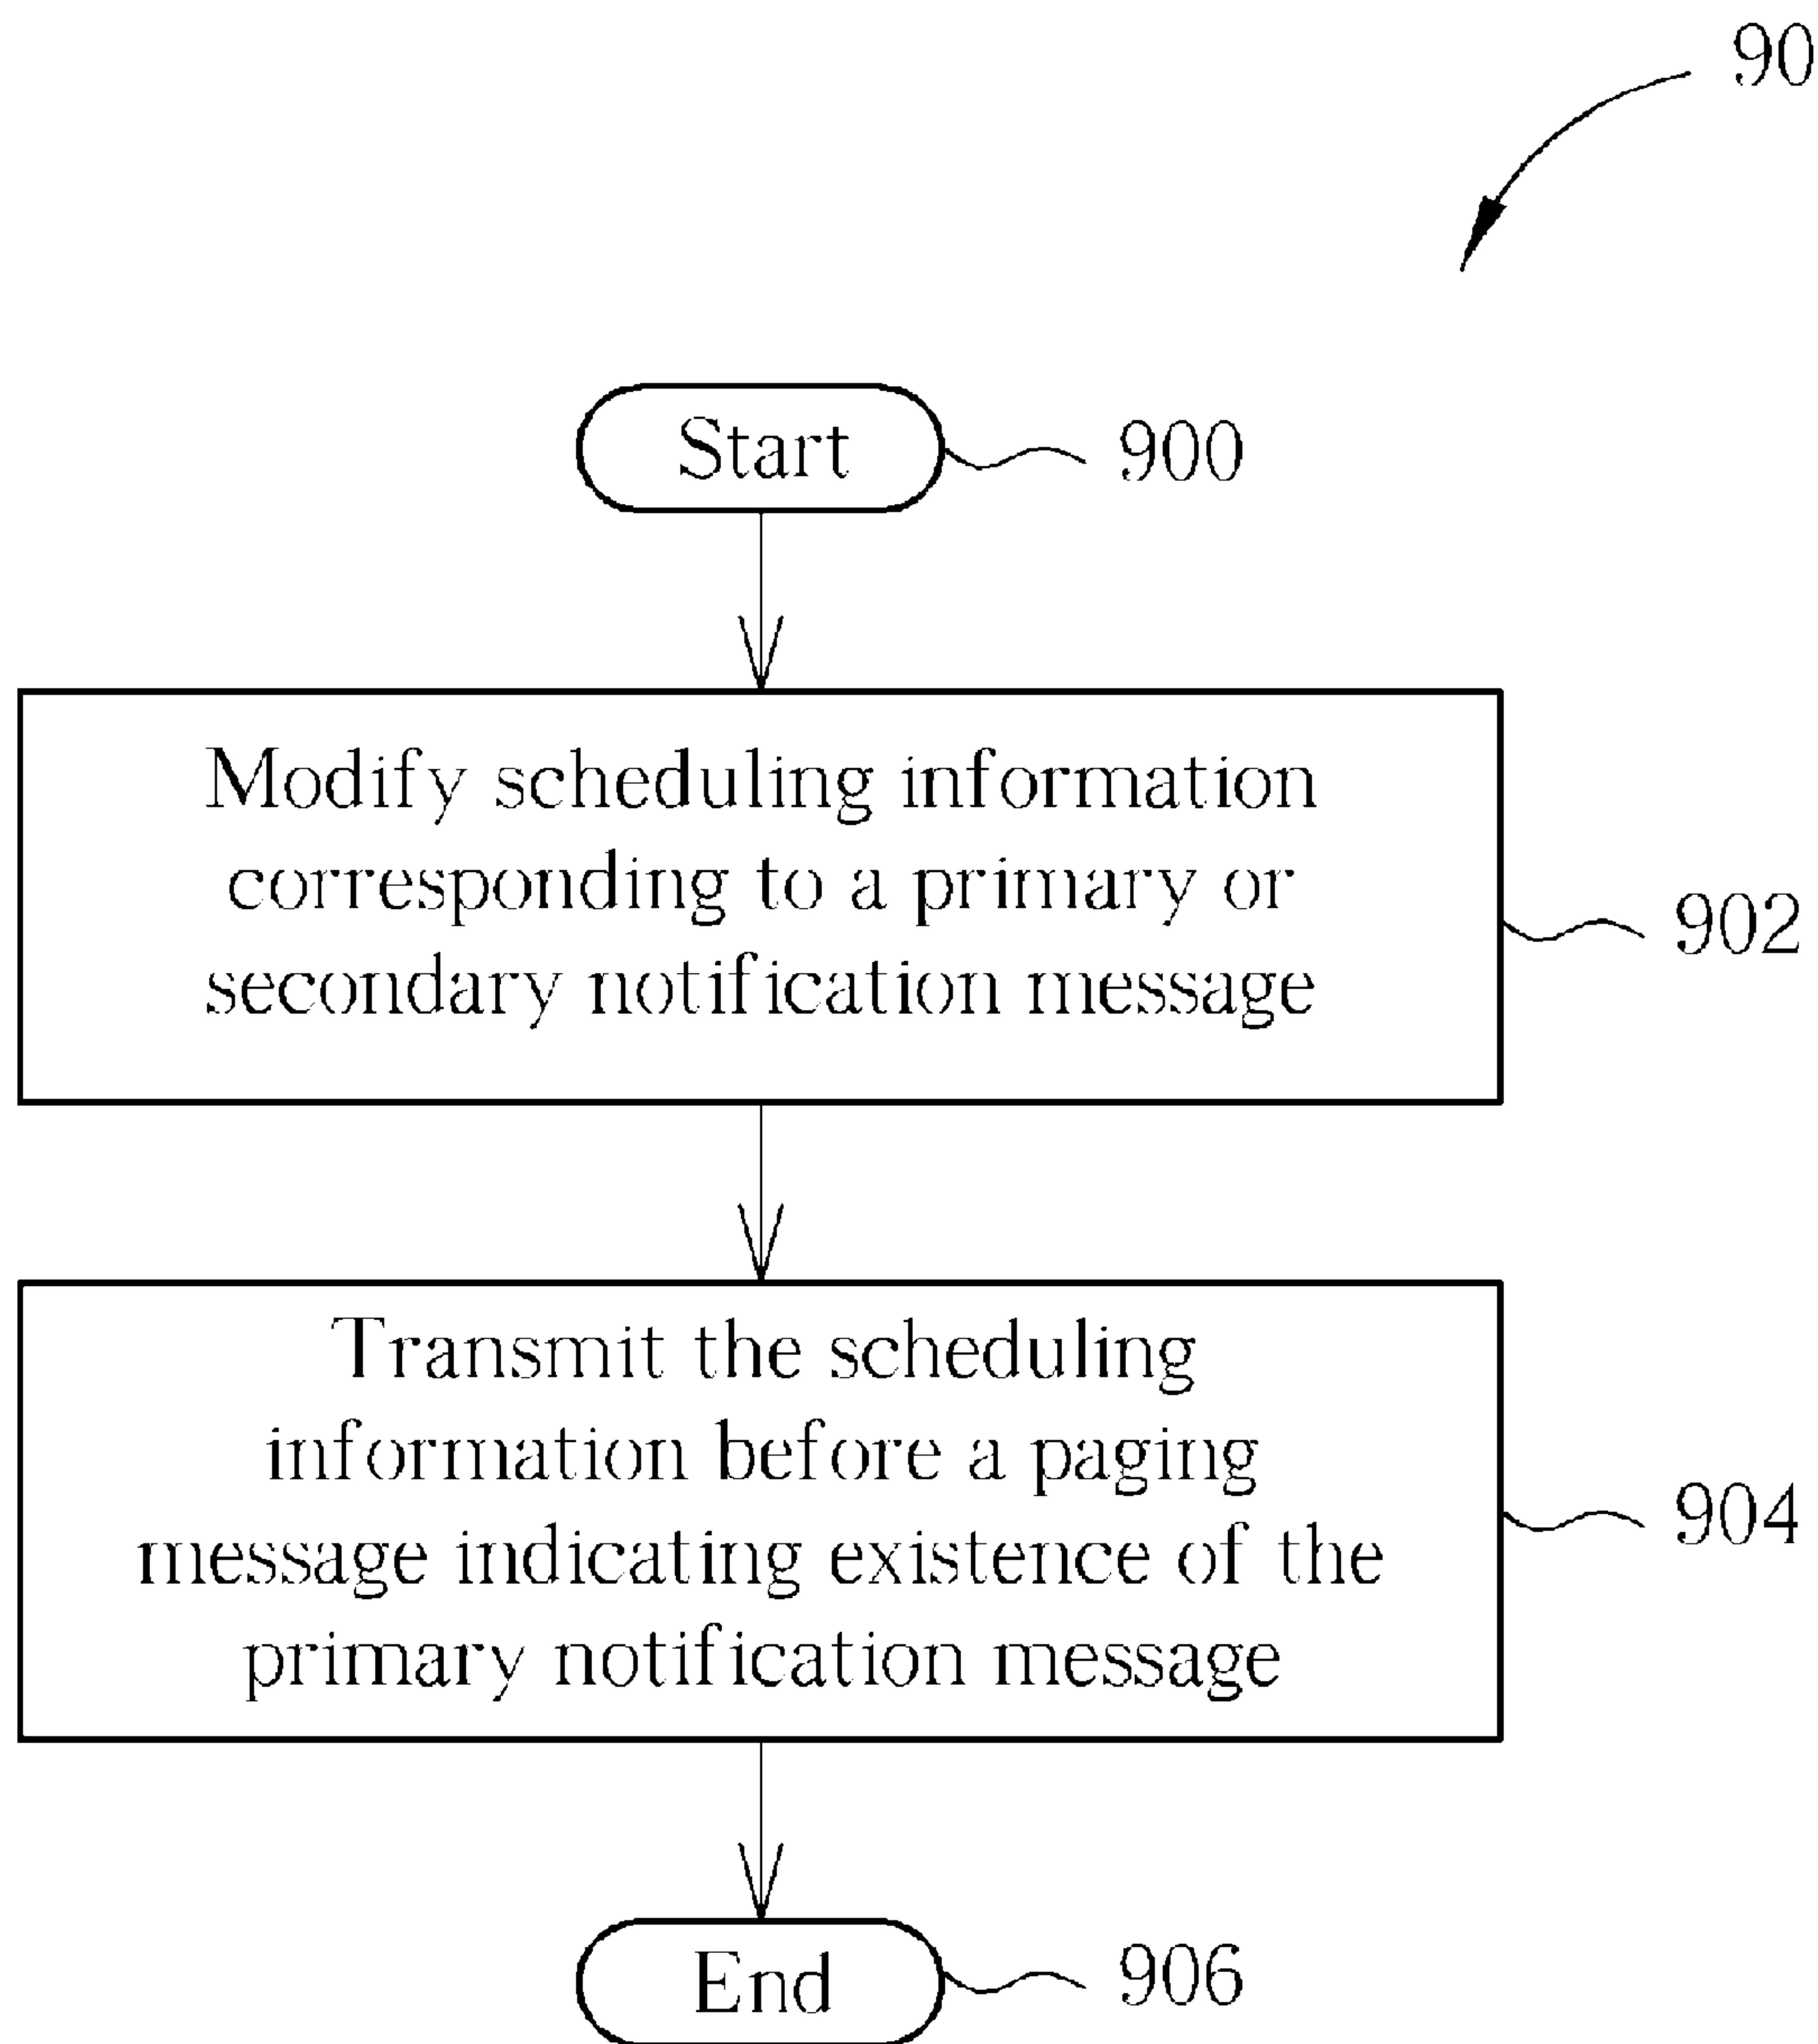 90
Start
900
Modify scheduling information
corresponding to a primary or
secondary notification message
902
Transmit the scheduling
information before a paging
message indicating existence of the
primary notification message
904
End
906